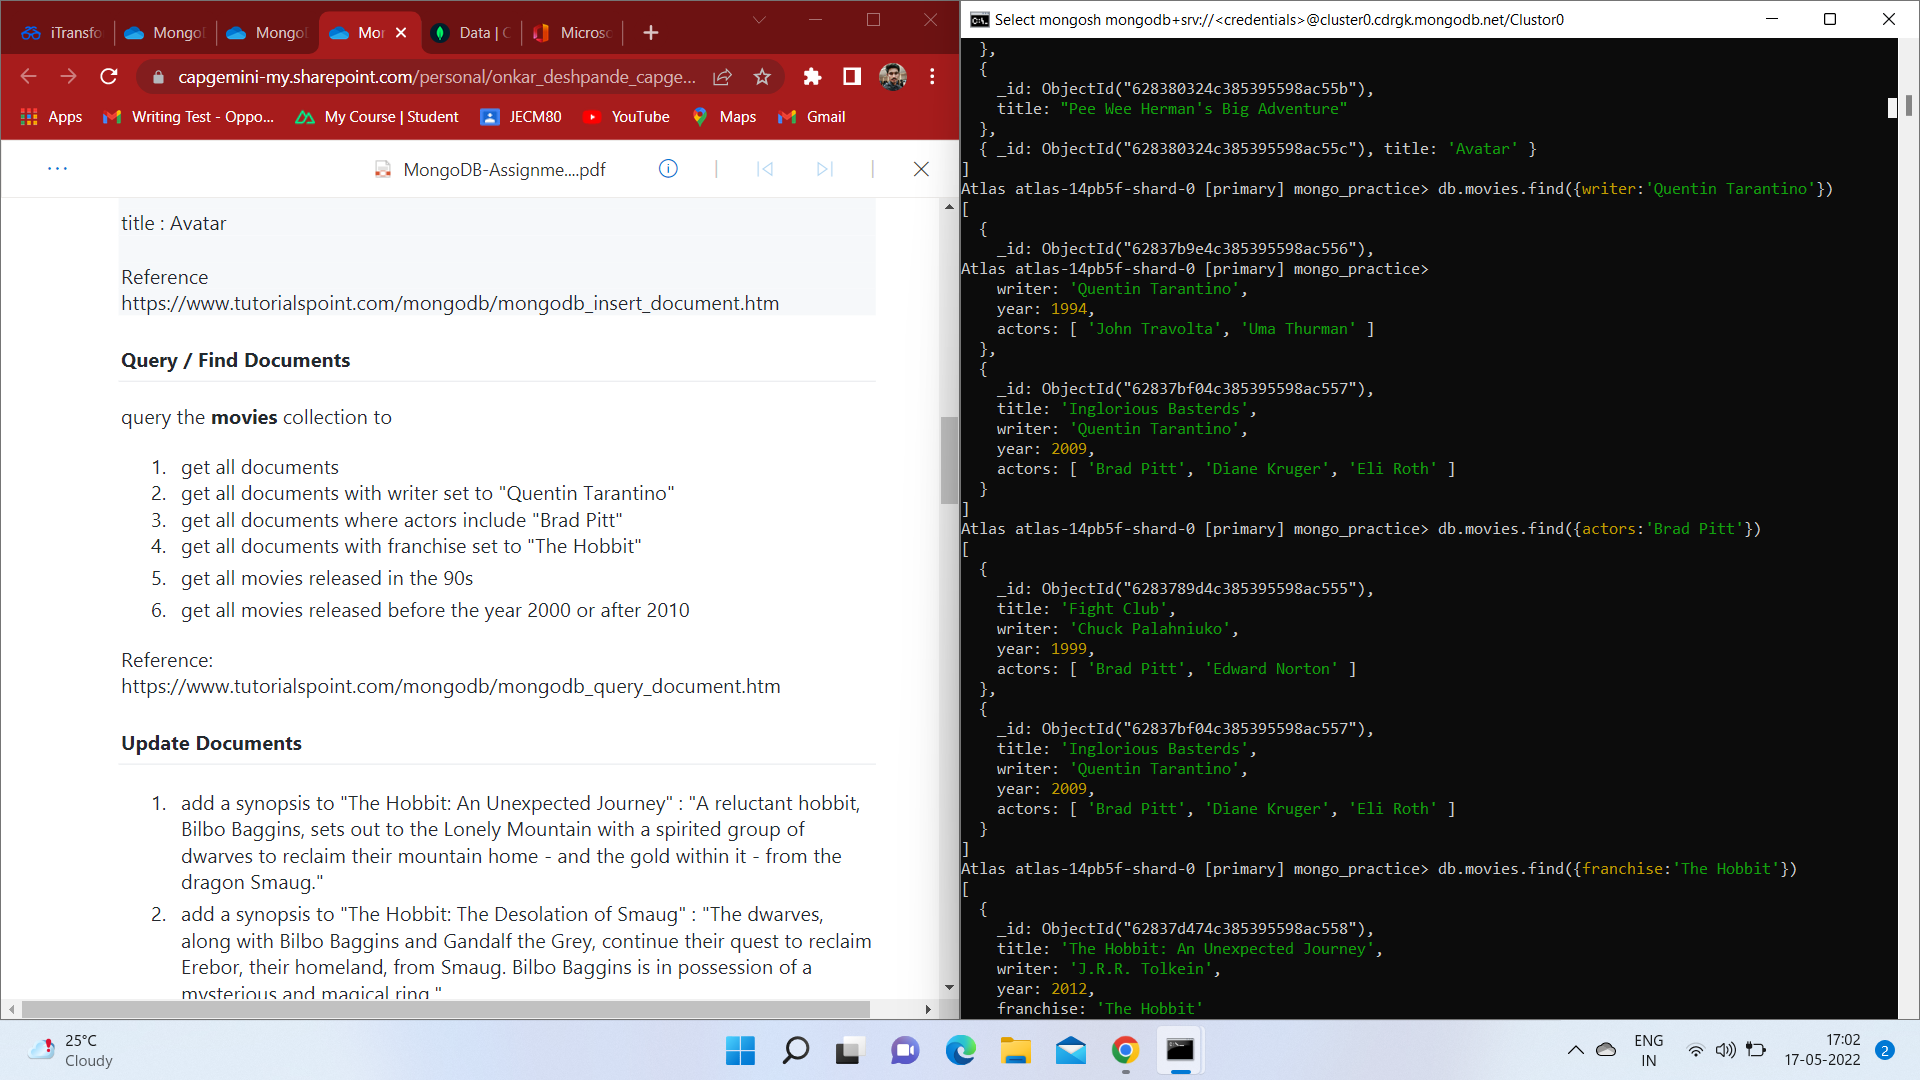 iTransfo
MongoD
MongoD
Mon
Data | C
Microso
capgemini-my.sharepoint.com/personal/onkar_deshpande_capge...
Apps
Writing Test - Oppo...
My Course | Student
JECM80
YouTube
Maps
Gmail
MongoDB-Assignme....pdf
title : Avatar
Reference
https://www.tutorialspoint.com/mongodb/mongodb_insert_document.htm
Query / Find Documents
query the movies collection to
1. get all documents
2. get all documents with writer set to "Quentin Tarantino"
3. get all documents where actors include "Brad Pitt"
4. get all documents with franchise set to "The Hobbit"
5. get all movies released in the 90s
6. get all movies released before the year 2000 or after 2010
Reference:
https://www.tutorialspoint.com/mongodb/mongodb_query_document.htm
Update Documents
1. add a synopsis to "The Hobbit: An Unexpected Journey" : "A reluctant hobbit,
Bilbo Baggins, sets out to the Lonely Mountain with a spirited group of
dwarves to reclaim their mountain home - and the gold within it - from the
dragon Smaug."
2. add a synopsis to "The Hobbit: The Desolation of Smaug" : "The dwarves,
along with Bilbo Baggins and Gandalf the Grey, continue their quest to reclaim
Erebor, their homeland, from Smaug. Bilbo Baggins is in possession of a
mysterious and magical ring."
Select mongosh mongodb+srv://<credentials>@cluster0.cdrgk.mongodb.net/Clustor0
},
{
_id: ObjectId("628380324c385395598ac55b"),
title: "Pee Wee Herman's Big Adventure"
},
{ _id: ObjectId("628380324c385395598ac55c"), title: 'Avatar' }
]
Atlas atlas-14pb5f-shard-0 [primary] mongo_practice> db.movies.find({writer:'Quentin Tarantino'})
[
{
_id: ObjectId("62837b9e4c385395598ac556"),
Atlas atlas-14pb5f-shard-0 [primary] mongo_practice>
writer: 'Quentin Tarantino',
year: 1994,
actors: [ 'John Travolta', 'Uma Thurman' ]
},
{
_id: ObjectId("62837bf04c385395598ac557"),
title: 'Inglorious Basterds',
writer: 'Quentin Tarantino',
year: 2009,
actors: [ 'Brad Pitt', 'Diane Kruger', 'Eli Roth' ]
}
]
Atlas atlas-14pb5f-shard-0 [primary] mongo_practice> db.movies.find({actors:'Brad Pitt'})
[
{
_id: ObjectId("6283789d4c385395598ac555"),
title: 'Fight Club',
writer: 'Chuck Palahniuko',
year: 1999,
actors: [ 'Brad Pitt', 'Edward Norton' ]
},
{
_id: ObjectId("62837bf04c385395598ac557"),
title: 'Inglorious Basterds',
writer: 'Quentin Tarantino',
year: 2009,
actors: [ 'Brad Pitt', 'Diane Kruger', 'Eli Roth' ]
}
]
Atlas atlas-14pb5f-shard-0 [primary] mongo_practice> db.movies.find({franchise:'The Hobbit'})
[
{
_id: ObjectId("62837d474c385395598ac558"),
title: 'The Hobbit: An Unexpected Journey',
writer: 'J.R.R. Tolkein',
year: 2012,
franchise: 'The Hobbit'
25°C
Cloudy
ENG
IN
17:02
17-05-2022
2